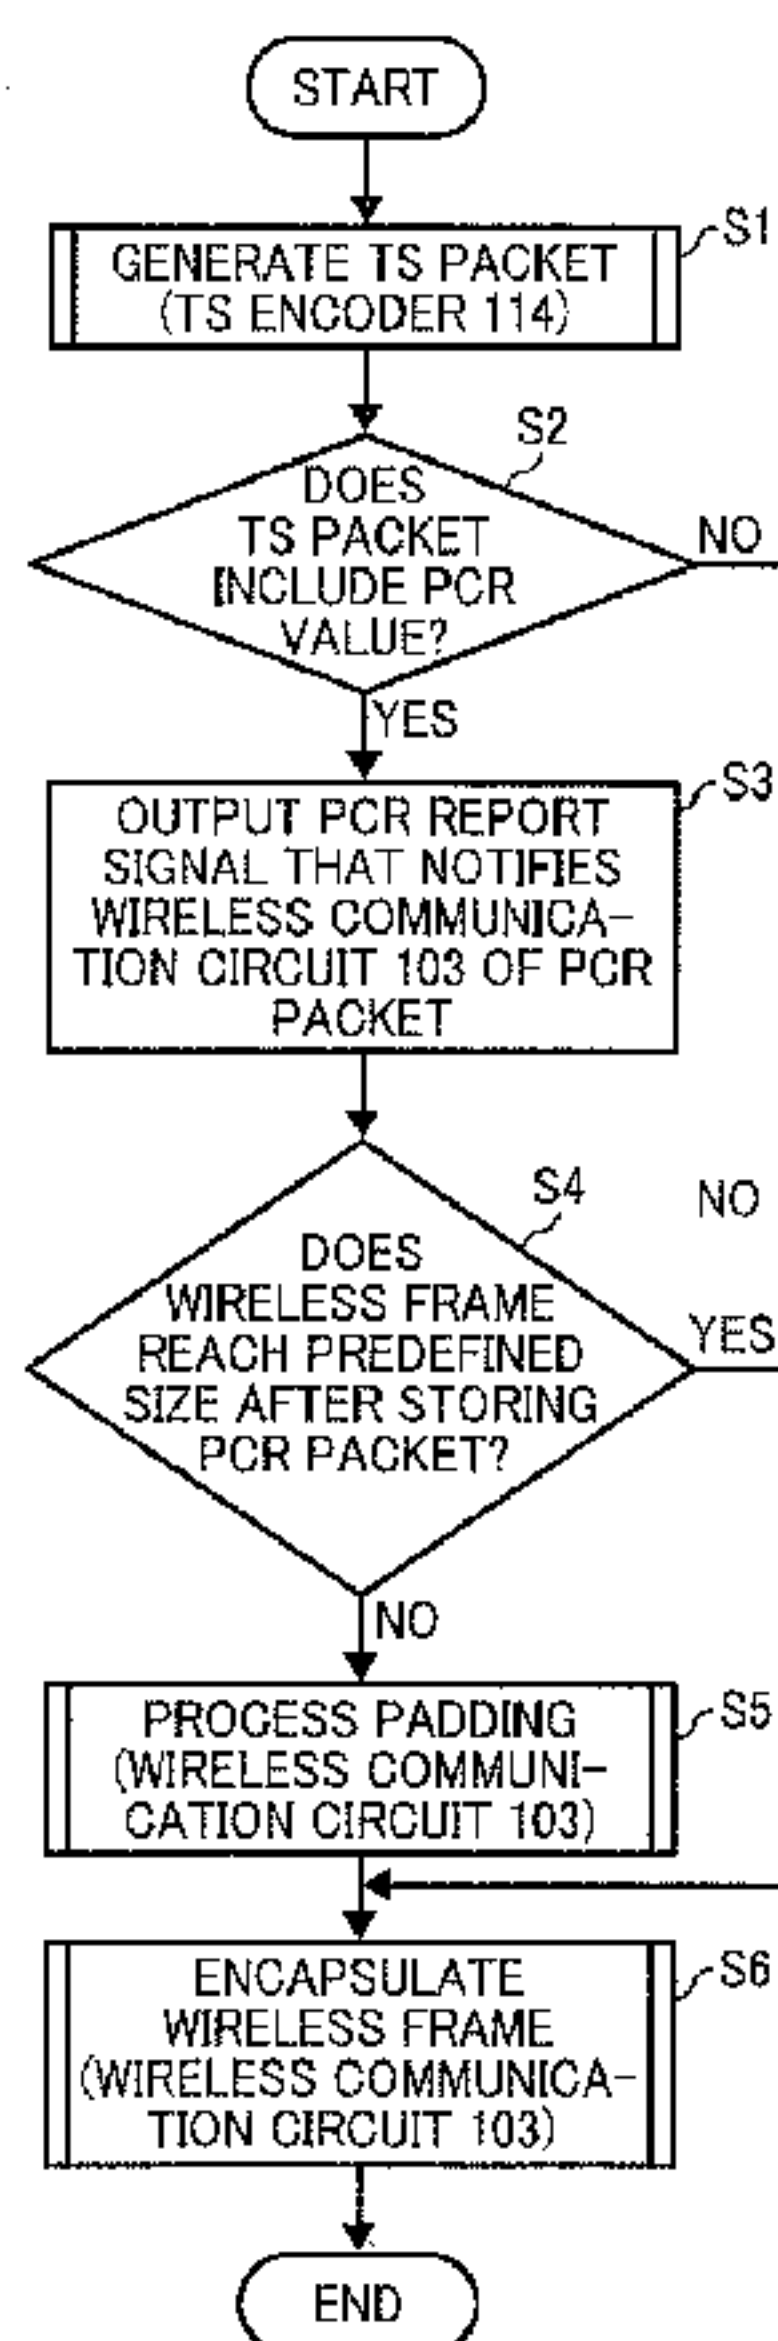 START
S1
GENERATE TS PACKET
(TS ENCODER 114)
S2
DOES
TS PACKET
INCLUDE PCR
VALUE?
NO
YES
S3
OUTPUT PCR REPORT
SIGNAL THAT NOTIFIES
WIRELESS COMMUNICA-
TION CIRCUIT 103 OF PCR
PACKET
S4
NO
DOES
WIRELESS FRAME
REACH PREDEFINED
SIZE AFTER STORING
PCR PACKET?
YES
NO
S5
PROCESS PADDING
(WIRELESS COMMUNI-
CATION CIRCUIT 103)
S6
ENCAPSULATE
WIRELESS FRAME
(WIRELESS COMMUNICA-
TION CIRCUIT 103)
END